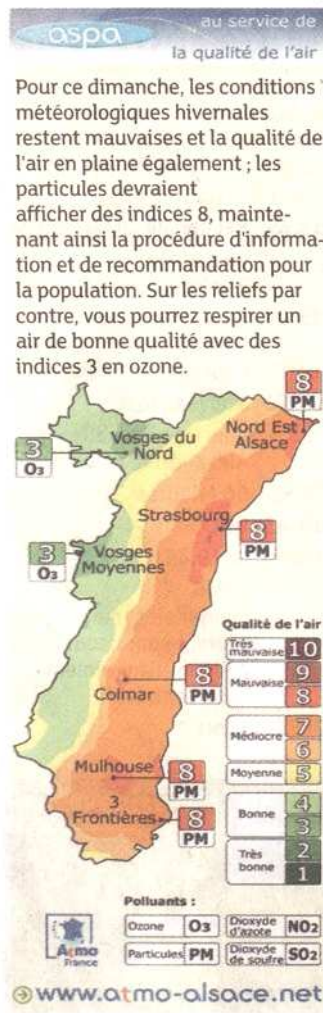 aspa
au service de
la qualité de l'air
Pour ce dimanche, les conditions
météorologiques hivernales
restent mauvaises et la qualité de
l'air en plaine également ; les
particules devraient
afficher des indices 8, mainte-
nant ainsi la procédure d'informa-
tion et de recommandation pour
la population. Sur les reliefs par
contre, vous pourrez respirer un
air de bonne qualité avec des
indices 3 en ozone.
8
PM
3
O3
Vosges du
Nord
Nord Est
Alsace
Strasbourg
8
PM
3
O3
Vosges
Moyennes
Colmar
8
PM
Mulhouse
8
PM
3
Frontières
8
PM
Qualité de l'air
Très
mauvaise
10
Mauvaise
9
8
Médiocre
7
6
Moyenne
5
Bonne
4
3
Très
bonne
2
1
Polluants :
Ozone O3
Dioxyde
d'azote NO2
Particules PM
Dioxyde
de soufre SO2
Atmo
France
www.atmo-alsace.net